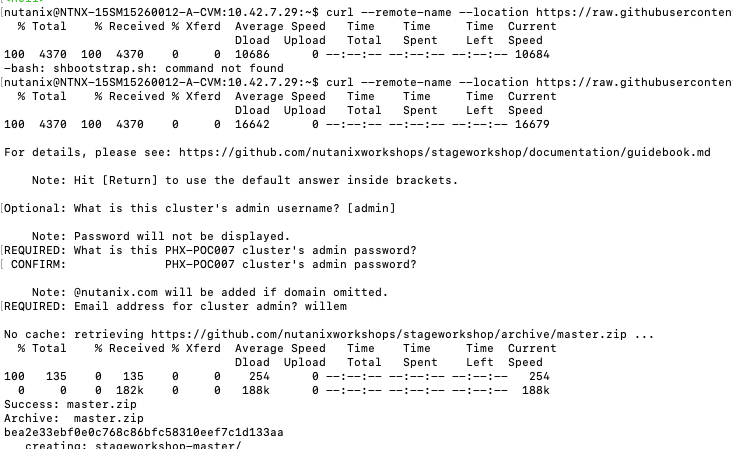 nutanix@NTNX-15SM15260012-A-CVM:10.42.7.29:~$ curl --remote-name --location https://raw.githubuserconten
% Total % Received % Xferd Average Speed Time Time Time Current
Dload Upload Total Spent Left Speed
100 4370 100 4370 0 0 10686 0 --:--:-- --:--:-- --:--:-- 10684
-bash: shbootstrap.sh: command not found
nutanix@NTNX-15SM15260012-A-CVM:10.42.7.29:~$ curl --remote-name --location https://raw.githubuserconten
% Total % Received % Xferd Average Speed Time Time Time Current
Dload Upload Total Spent Left Speed
100 4370 100 4370 0 0 16642 0 --:--:-- --:--:-- --:--:-- 16679
For details, please see: https://github.com/nutanixworkshops/stageworkshop/documentation/guidebook.md
Note: Hit [Return] to use the default answer inside brackets.
Optional: What is this cluster's admin username? [admin]
Note: Password will not be displayed.
REQUIRED: What is this PHX-POC007 cluster's admin password?
CONFIRM: PHX-POC007 cluster's admin password?
Note: @nutanix.com will be added if domain omitted.
REQUIRED: Email address for cluster admin? willem
No cache: retrieving https://github.com/nutanixworkshops/stageworkshop/archive/master.zip ...
% Total % Received % Xferd Average Speed Time Time Time Current
Dload Upload Total Spent Left Speed
100 135 0 135 0 0 254 0 --:--:-- --:--:-- --:--:-- 254
0 0 0 182k 0 0 188k 0 --:--:-- --:--:-- --:--:-- 188k
Success: master.zip
Archive: master.zip
bea2e33ebf0e0c768c86bfc58310eef7c1d133aa
creating: stageworkshop-master/